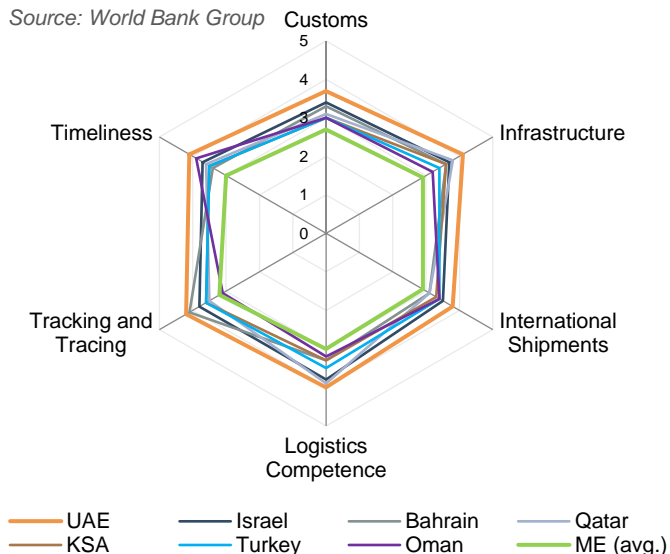 Source: World Bank Group
Customs
5
4
3
2
1
0
Timeliness
Infrastructure
Tracking and
Tracing
International
Shipments
Logistics
Competence
UAE
Israel
Bahrain
Qatar
KSA
Turkey
Oman
ME (avg.)